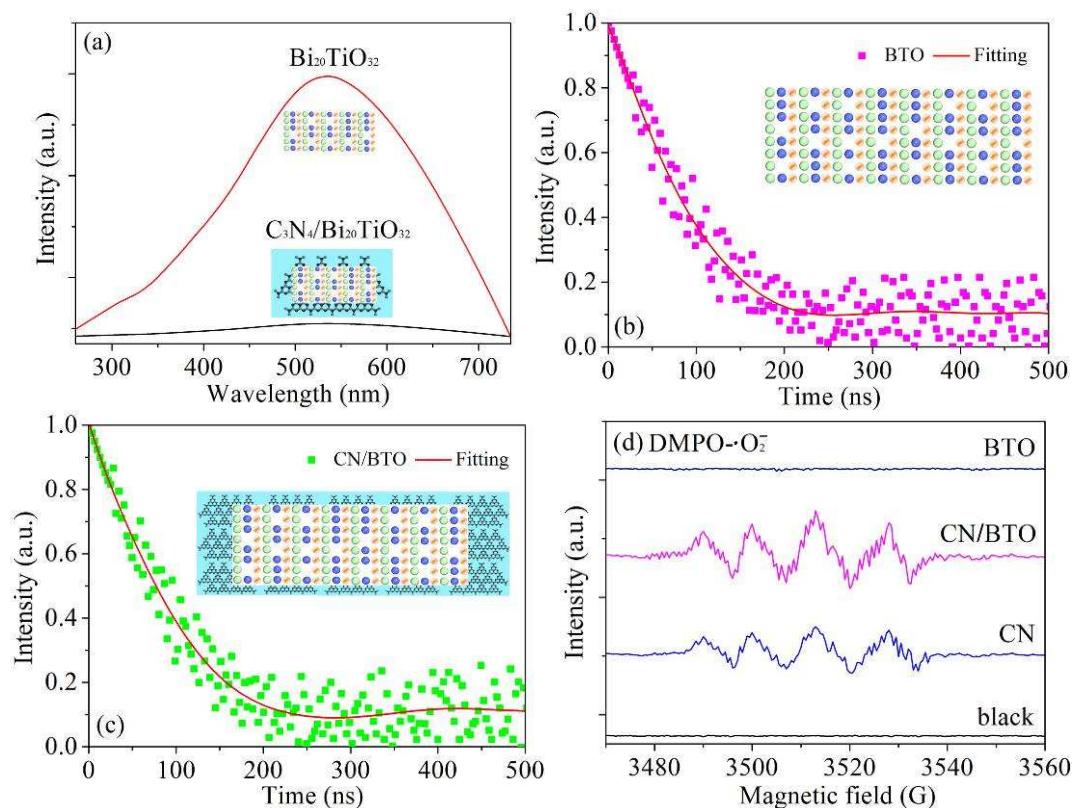 (a)
Bi₂₀TiO₃₂
C₃N₄/Bi₂₀TiO₃₂
Intensity (a.u.)
300 400 500 600 700
Wavelength (nm)
BTO Fitting
1.0
0.8
0.6
0.4
0.2
0.0
Intensity (a.u.)
(b)
0 100 200 300 400 500
Time (ns)
CN/BTO Fitting
1.0
0.8
0.6
0.4
0.2
0.0
Intensity (a.u.)
(c)
0 100 200 300 400 500
Time (ns)
(d) DMPO-·O₂⁻
BTO
CN/BTO
CN
black
Intensity (a.u.)
3480 3500 3520 3540 3560
Magnetic field (G)